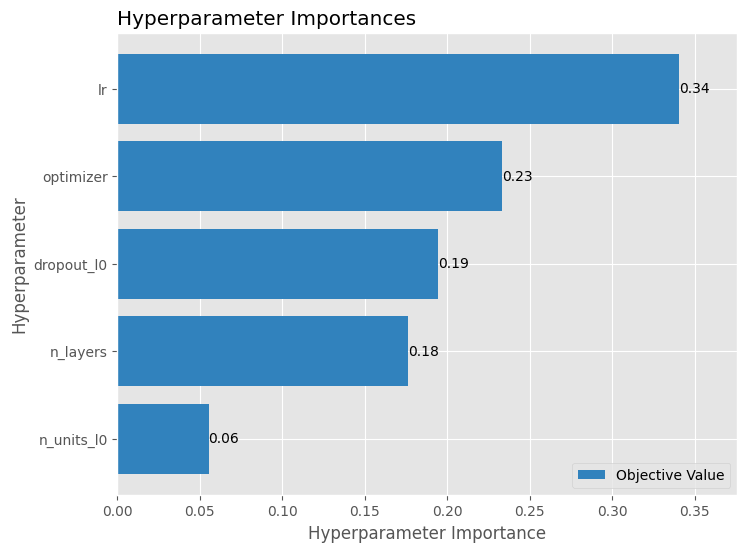 Hyperparameter Importances
Hyperparameter
lr
0.34
optimizer
0.23
dropout_l0
0.19
n_layers
0.18
n_units_l0
0.06
Objective Value
0.00 0.05 0.10 0.15 0.20 0.25 0.30 0.35
Hyperparameter Importance